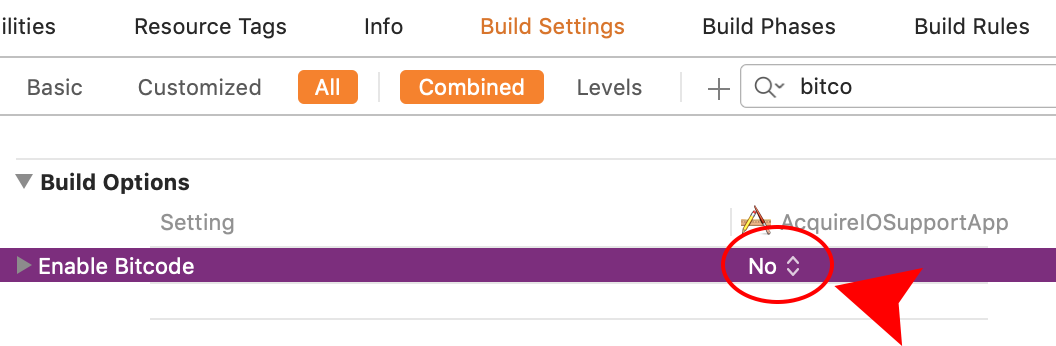 ilities Resource Tags Info Build Settings Build Phases Build Rules
Basic Customized All Combined Levels + bitco
Build Options
Setting AcquireIOSupportApp
Enable Bitcode No